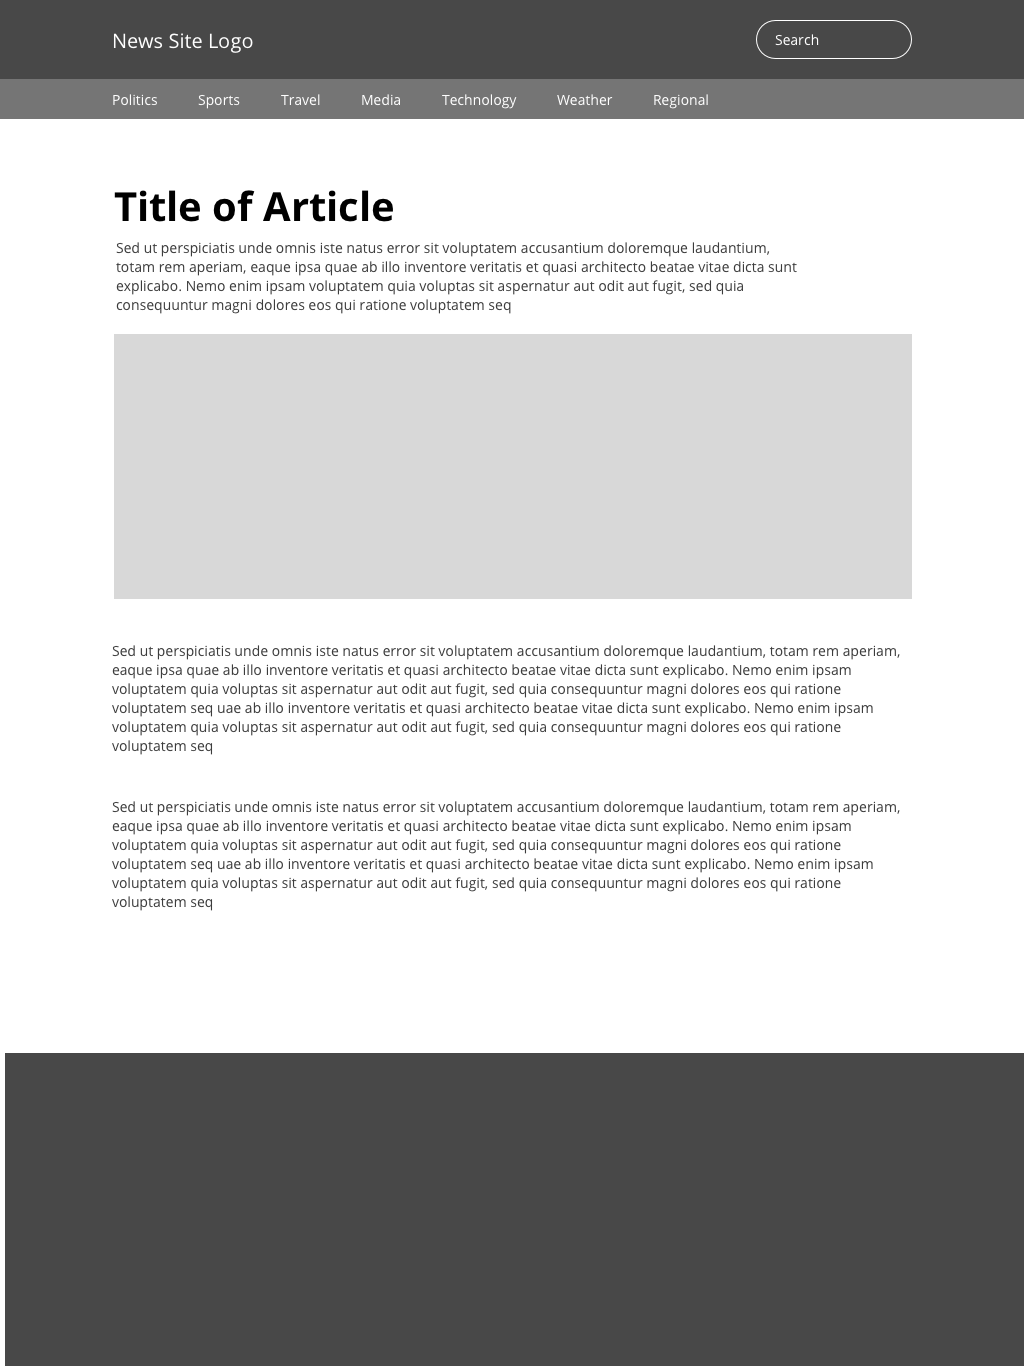 News Site Logo
Search
Politics Sports Travel Media Technology Weather Regional
Title of Article
Sed ut perspiciatis unde omnis iste natus error sit voluptatem accusantium doloremque laudantium,
totam rem aperiam, eaque ipsa quae ab illo inventore veritatis et quasi architecto beatae vitae dicta sunt
explicabo. Nemo enim ipsam voluptatem quia voluptas sit aspernatur aut odit aut fugit, sed quia
consequuntur magni dolores eos qui ratione voluptatem seq
Sed ut perspiciatis unde omnis iste natus error sit voluptatem accusantium doloremque laudantium, totam rem aperiam,
eaque ipsa quae ab illo inventore veritatis et quasi architecto beatae vitae dicta sunt explicabo. Nemo enim ipsam
voluptatem quia voluptas sit aspernatur aut odit aut fugit, sed quia consequuntur magni dolores eos qui ratione
voluptatem seq uae ab illo inventore veritatis et quasi architecto beatae vitae dicta sunt explicabo. Nemo enim ipsam
voluptatem quia voluptas sit aspernatur aut odit aut fugit, sed quia consequuntur magni dolores eos qui ratione
voluptatem seq
Sed ut perspiciatis unde omnis iste natus error sit voluptatem accusantium doloremque laudantium, totam rem aperiam,
eaque ipsa quae ab illo inventore veritatis et quasi architecto beatae vitae dicta sunt explicabo. Nemo enim ipsam
voluptatem quia voluptas sit aspernatur aut odit aut fugit, sed quia consequuntur magni dolores eos qui ratione
voluptatem seq uae ab illo inventore veritatis et quasi architecto beatae vitae dicta sunt explicabo. Nemo enim ipsam
voluptatem quia voluptas sit aspernatur aut odit aut fugit, sed quia consequuntur magni dolores eos qui ratione
voluptatem seq